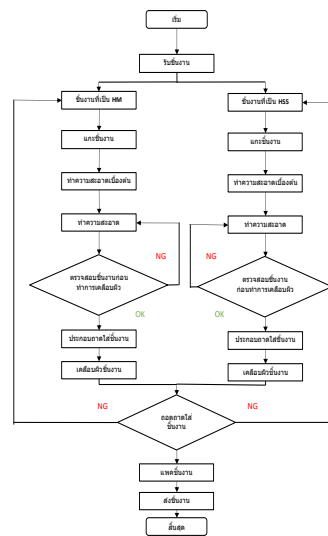 เริ่ม
รับชิ้นงาน
ชิ้นงานที่เป็น HM
ชิ้นงานที่เป็น HSS
แกะชิ้นงาน
แกะชิ้นงาน
ทำความสะอาดเบื้องต้น
ทำความสะอาดเบื้องต้น
ทำความสะอาด
ทำความสะอาด
NG
NG
ตรวจสอบชิ้นงานก่อน
ทำการเคลือบผิว
ตรวจสอบชิ้นงาน
ก่อนทำการเคลือบผิว
OK
OK
ประกอบถาดใส่ชิ้นงาน
ประกอบถาดใส่ชิ้นงาน
เคลือบผิวชิ้นงาน
เคลือบผิวชิ้นงาน
NG
NG
ถอดถาดใส่
ชิ้นงาน
แพคชิ้นงาน
ส่งชิ้นงาน
สิ้นสุด